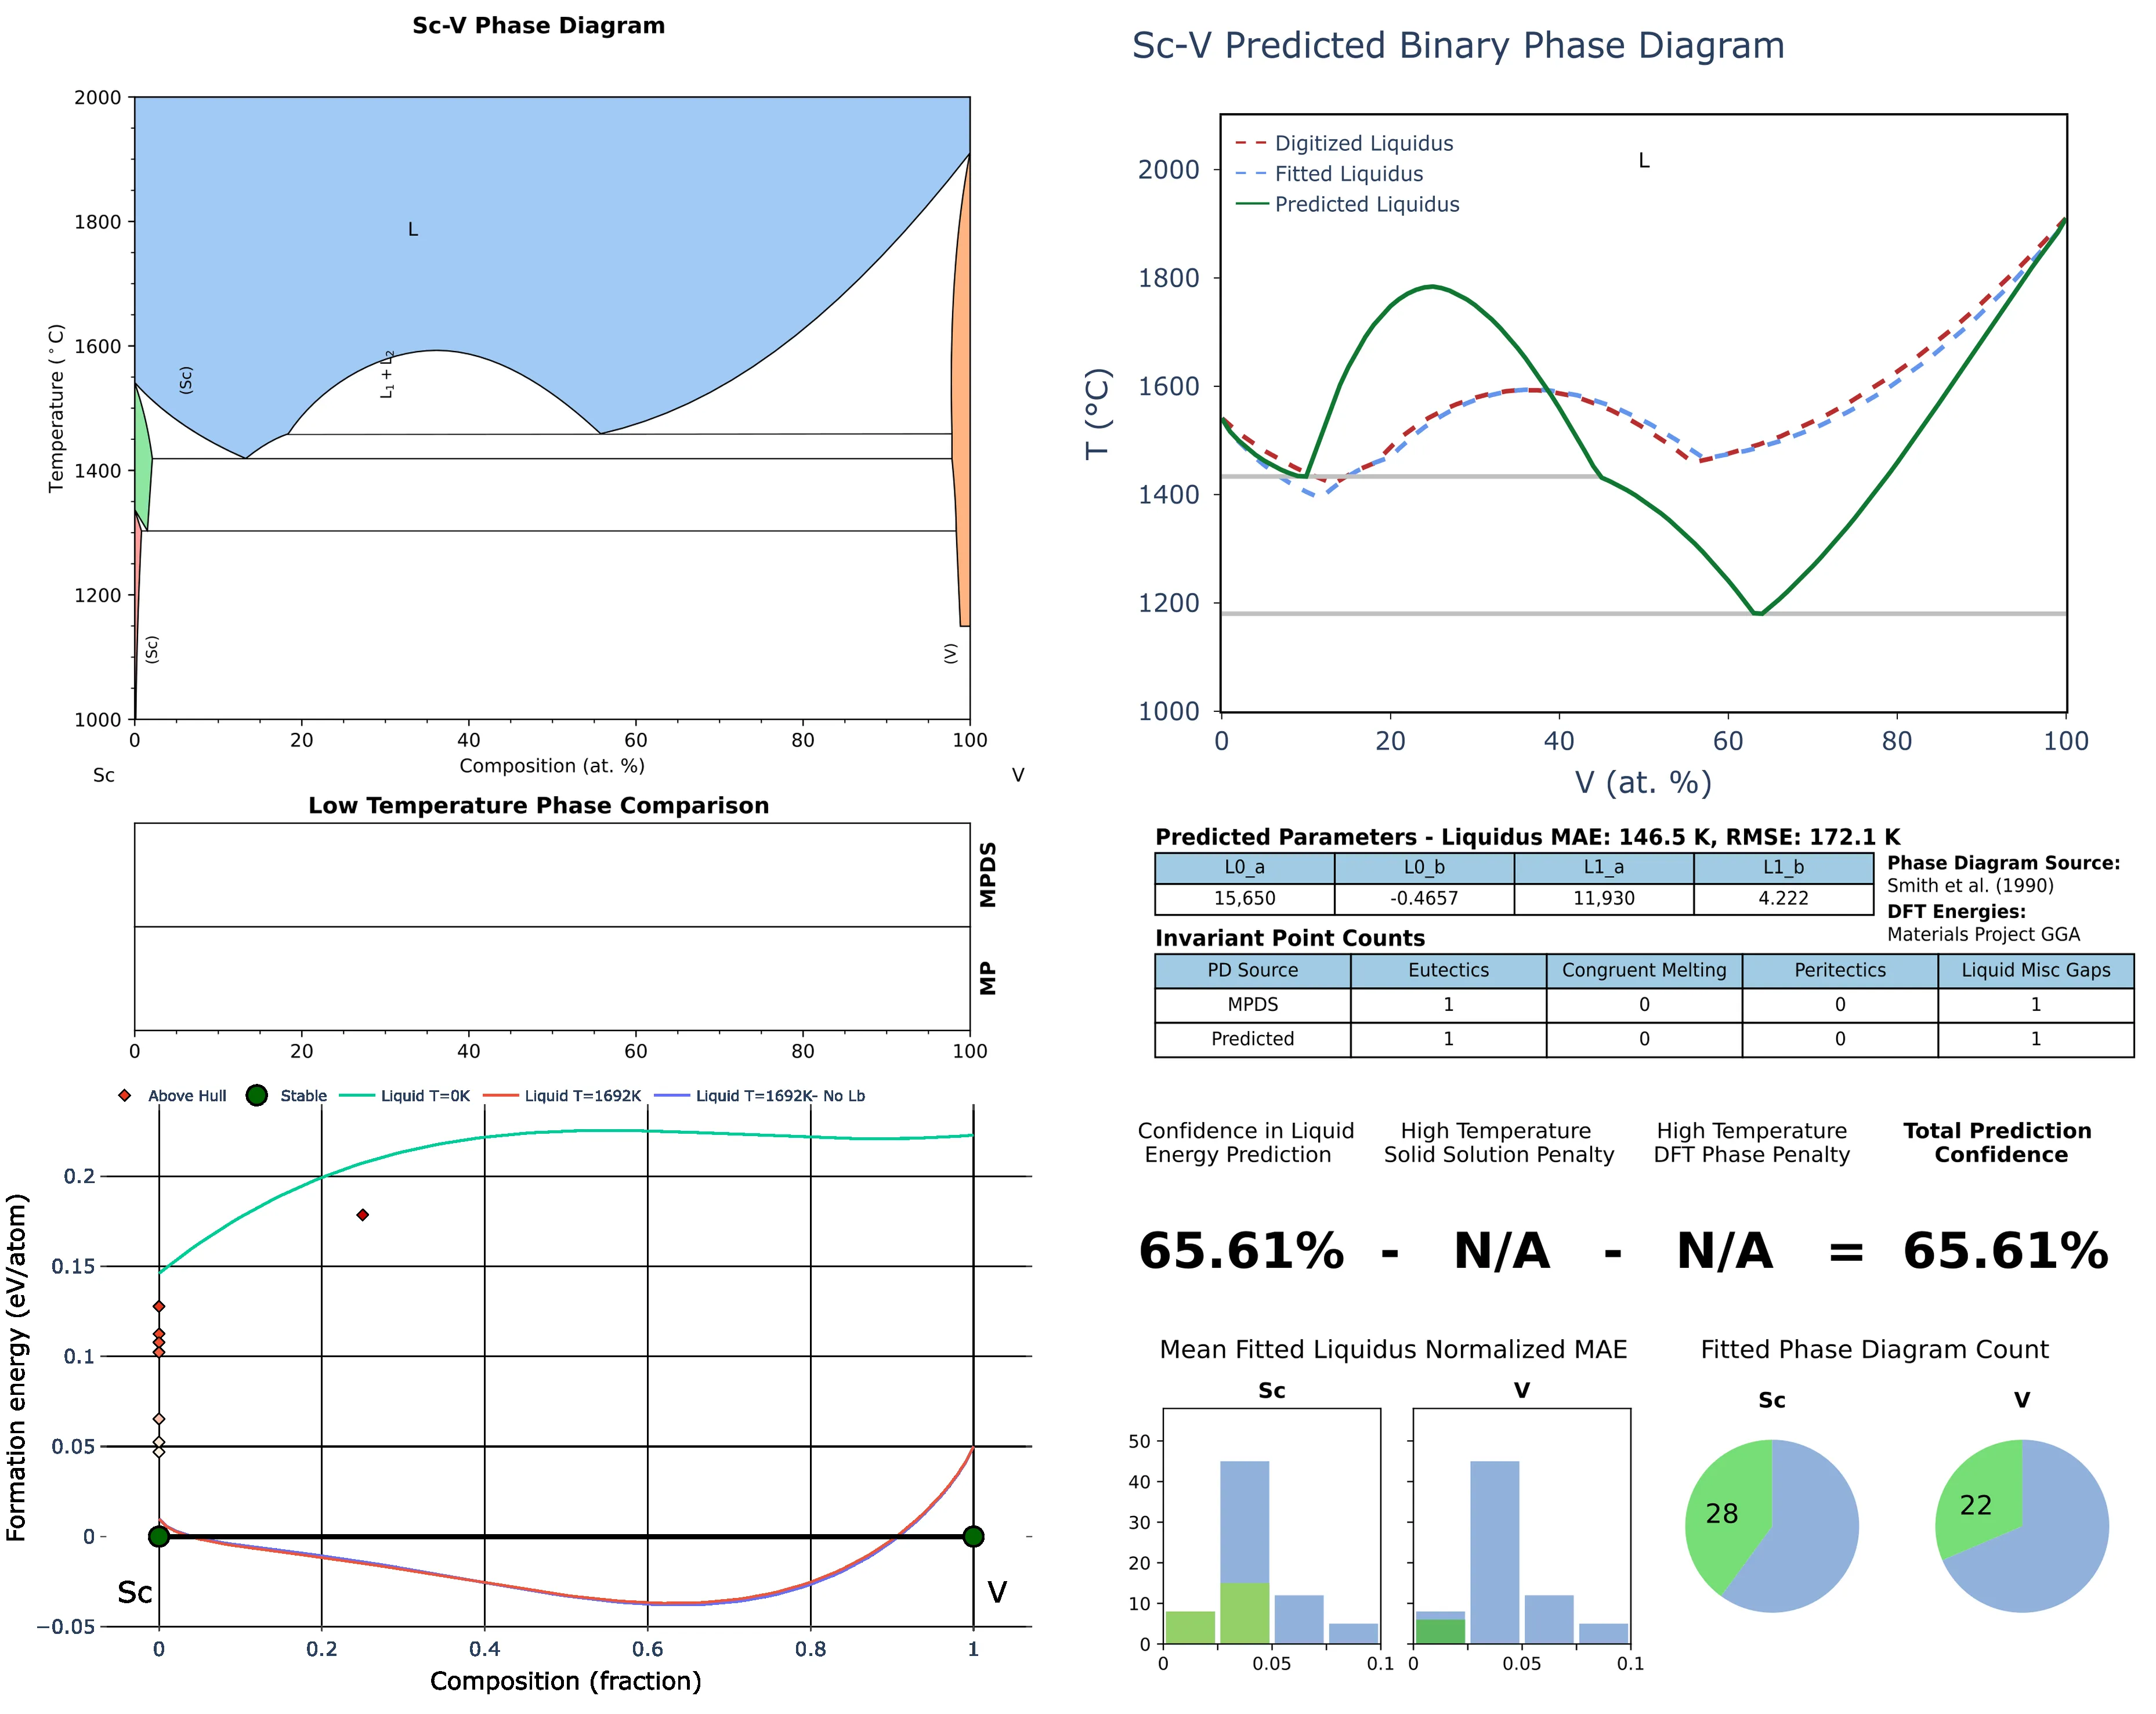 Sc-V Phase Diagram
2000
1800
1600
1400
1200
1000
Temperature (°C)
L
(Sc)
L1 + L2
(Sc)
(V)
0 20 40 60 80 100
Composition (at. %)
Sc V
Low Temperature Phase Comparison
MPDS
MP
0 20 40 60 80 100
Above Hull Stable Liquid T=0K Liquid T=1692K Liquid T=1692K- No Lb
0.2
0.15
0.1
0.05
0
−0.05
Formation energy (eV/atom)
Sc V
0 0.2 0.4 0.6 0.8 1
Composition (fraction)
Sc-V Predicted Binary Phase Diagram
Digitized Liquidus
Fitted Liquidus
Predicted Liquidus
L
2000
1800
1600
1400
1200
1000
T (°C)
0 20 40 60 80 100
V (at. %)
Predicted Parameters - Liquidus MAE: 146.5 K, RMSE: 172.1 K
L0_a L0_b L1_a L1_b
15,650 -0.4657 11,930 4.222
Phase Diagram Source:
Smith et al. (1990)
DFT Energies:
Materials Project GGA
Invariant Point Counts
PD Source Eutectics Congruent Melting Peritectics Liquid Misc Gaps
MPDS 1 0 0 1
Predicted 1 0 0 1
Confidence in Liquid Energy Prediction
High Temperature Solid Solution Penalty
High Temperature DFT Phase Penalty
Total Prediction Confidence
65.61% - N/A - N/A = 65.61%
Mean Fitted Liquidus Normalized MAE
Sc V
50
40
30
20
10
0
0 0.05 0.1 0 0.05 0.1
Fitted Phase Diagram Count
Sc V
28 22